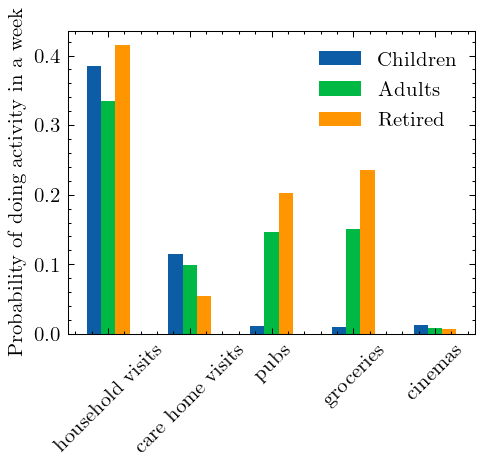 Probability of doing activity in a week
0.4
0.3
0.2
0.1
0.0
Children
Adults
Retired
household visits
care home visits
pubs
groceries
cinemas